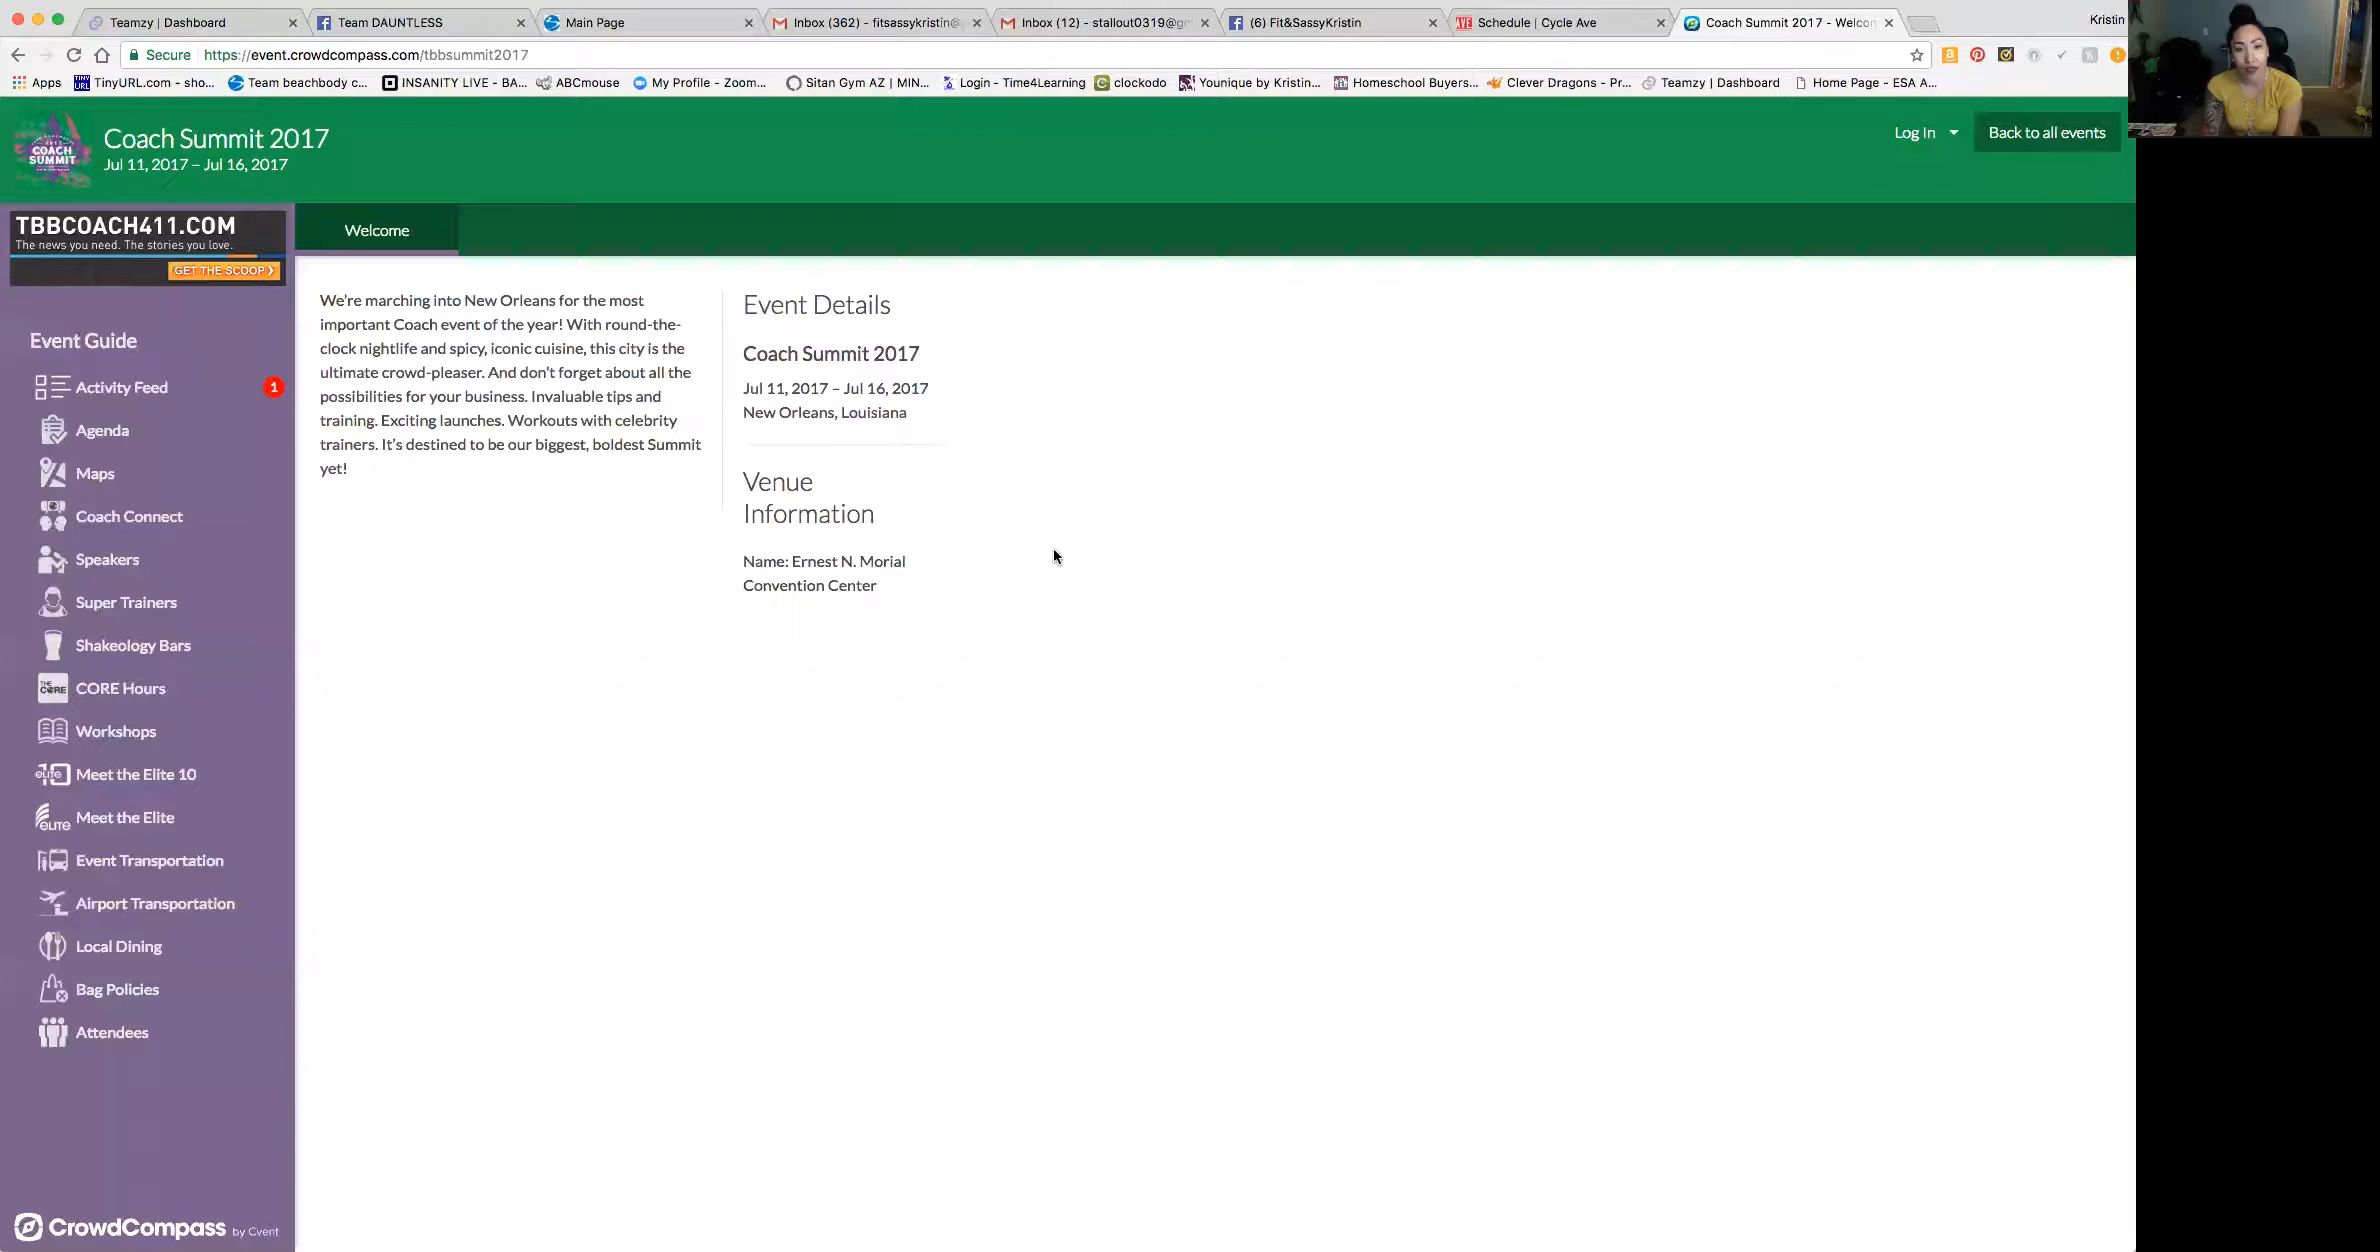 Teamzy | Dashboard
Team DAUNTLESS
Main Page
Inbox (362) - fitsassykristin@
Inbox (12) - stallout0319@g
(6) Fit&SassyKristin
Schedule | Cycle Ave
Coach Summit 2017 - Welcon
Kristin
Secure
https://event.crowdcompass.com/tbbsummit2017
Apps
TinyURL.com - sho...
Team beachbody c...
INSANITY LIVE - BA...
ABCmouse
My Profile - Zoom...
Sitan Gym AZ | MIN...
Login - Time4Learning
clockodo
Younique by Kristin...
Homeschool Buyers...
Clever Dragons - Pr...
Teamzy | Dashboard
Home Page - ESA A...
COACH
SUMMIT
Coach Summit 2017
Jul 11, 2017 – Jul 16, 2017
Log In
Back to all events
TBBCOACH411.COM
The news you need. The stories you love.
GET THE SCOOP ❯
Welcome
Event Guide
Activity Feed
1
Agenda
Maps
Coach Connect
Speakers
Super Trainers
Shakeology Bars
THE CORE
CORE Hours
Workshops
Meet the Elite 10
ELITE
Meet the Elite
Event Transportation
Airport Transportation
Local Dining
Bag Policies
Attendees
CrowdCompass by Cvent
We're marching into New Orleans for the most
important Coach event of the year! With round-the-
clock nightlife and spicy, iconic cuisine, this city is the
ultimate crowd-pleaser. And don't forget about all the
possibilities for your business. Invaluable tips and
training. Exciting launches. Workouts with celebrity
trainers. It's destined to be our biggest, boldest Summit
yet!
Event Details
Coach Summit 2017
Jul 11, 2017 – Jul 16, 2017
New Orleans, Louisiana
Venue
Information
Name: Ernest N. Morial
Convention Center